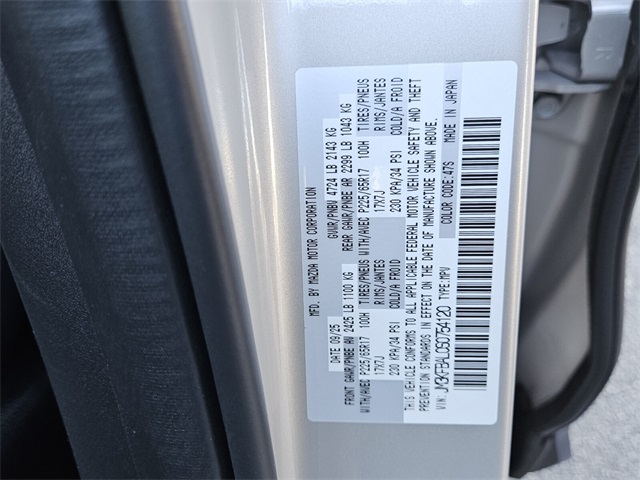 MFD. BY MAZDA MOTOR CORPORATION
DATE 09/25 GVWR/PNBV 4724 LB 2143 KG
FRONT GAWR/PNBE AV 2425 LB 1100 KG REAR GAWR/PNBE AR 2299 LB 1043 KG
WITH/AVEC P225/65R17 100H TIRES/PNEUS WITH/AVEC P225/65R17 100H TIRES/PNEUS
17X7J RIMS/JANTES 17X7J RIMS/JANTES
230 KPA/34 PSI COLD/A FROID 230 KPA/34 PSI COLD/A FROID
THIS VEHICLE CONFORMS TO ALL APPLICABLE FEDERAL MOTOR VEHICLE SAFETY AND THEFT
PREVENTION STANDARDS IN EFFECT ON THE DATE OF MANUFACTURE SHOWN ABOVE.
VIN: JM3KFBAL0S0754120 TYPE:MPV COLOR CODE:47S MADE IN JAPAN